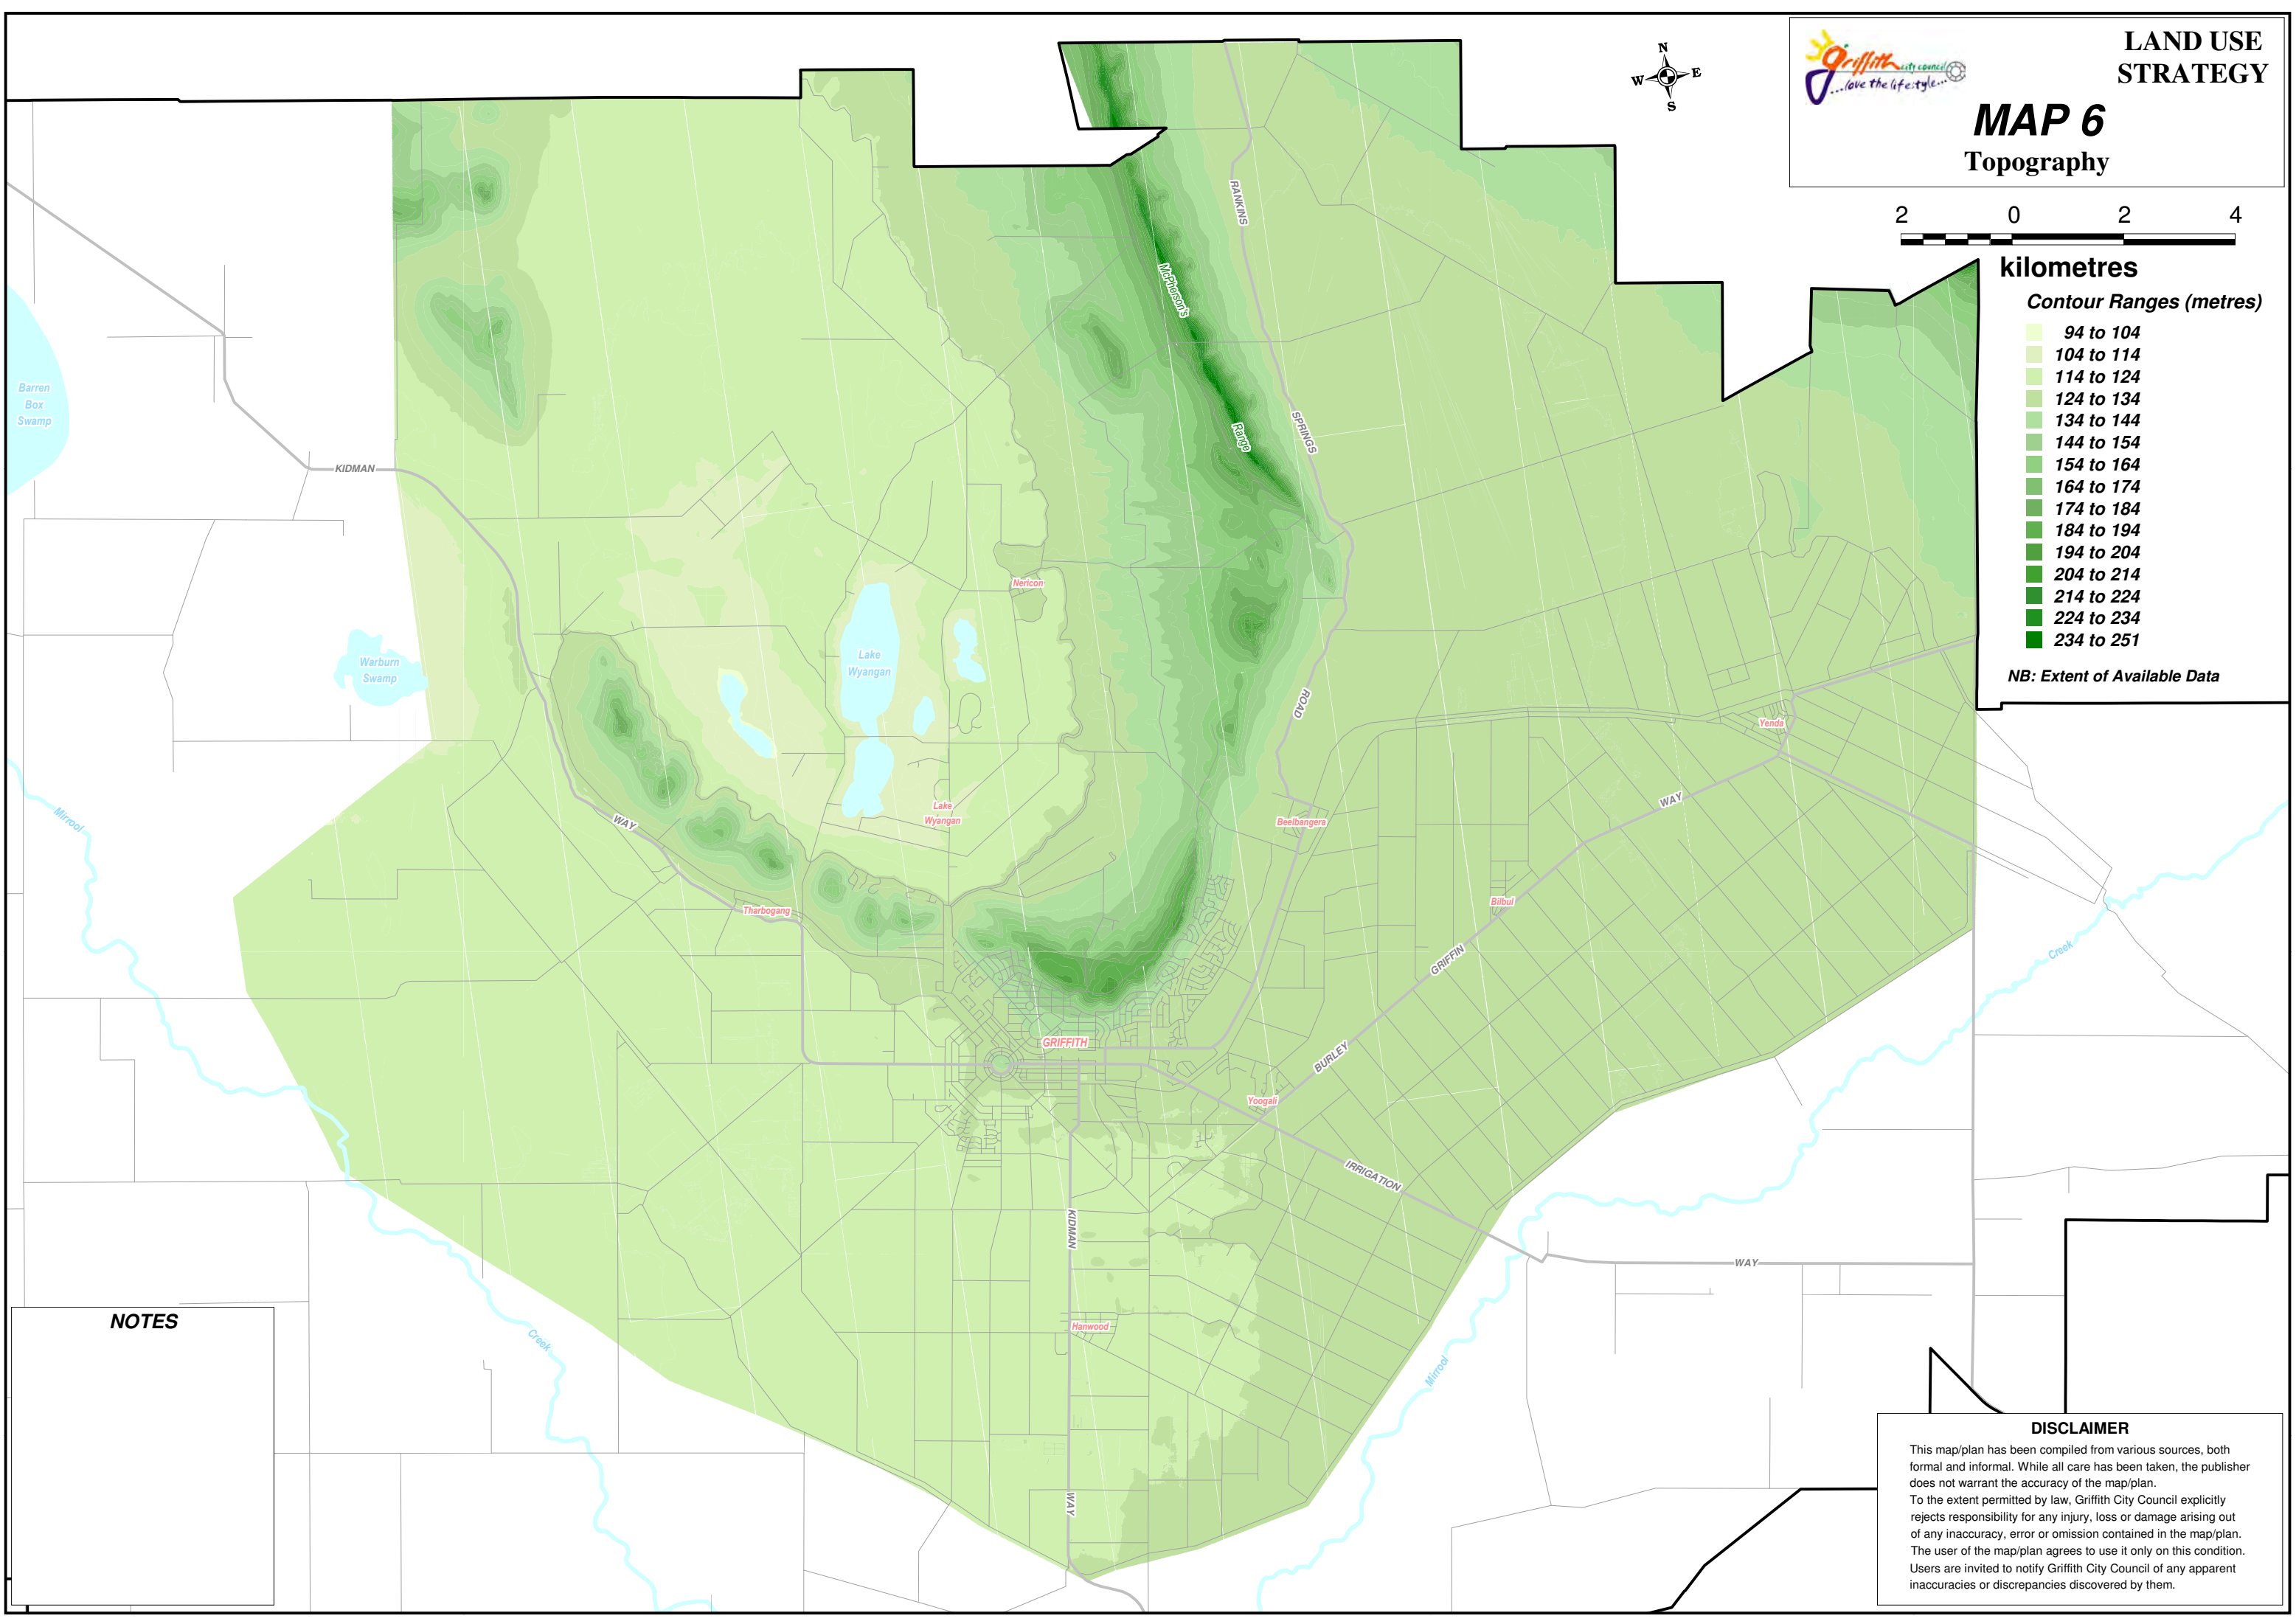 LAND USE
STRATEGY
griffith city council
...love the lifestyle...
MAP 6
Topography
N
W E
S
2 0 2 4
kilometres
Contour Ranges (metres)
94 to 104
104 to 114
114 to 124
124 to 134
134 to 144
144 to 154
154 to 164
164 to 174
174 to 184
184 to 194
194 to 204
204 to 214
214 to 224
224 to 234
234 to 251
NB: Extent of Available Data
RANKINS
McPherson's
Range
SPRINGS
ROAD
Barren
Box
Swamp
KIDMAN
Nericon
Warburn
Swamp
Lake
Wyangan
Yenda
WAY
Mirrool
WAY
Lake
Wyangan
Beelbangera
Tharbogang
Bilbul
GRIFFIN
Creek
GRIFFITH
BURLEY
Yoogali
IRRIGATION
KIDMAN
WAY
Hanwood
Creek
Mirrool
WAY
NOTES
DISCLAIMER
This map/plan has been compiled from various sources, both
formal and informal. While all care has been taken, the publisher
does not warrant the accuracy of the map/plan.
To the extent permitted by law, Griffith City Council explicitly
rejects responsibility for any injury, loss or damage arising out
of any inaccuracy, error or omission contained in the map/plan.
The user of the map/plan agrees to use it only on this condition.
Users are invited to notify Griffith City Council of any apparent
inaccuracies or discrepancies discovered by them.